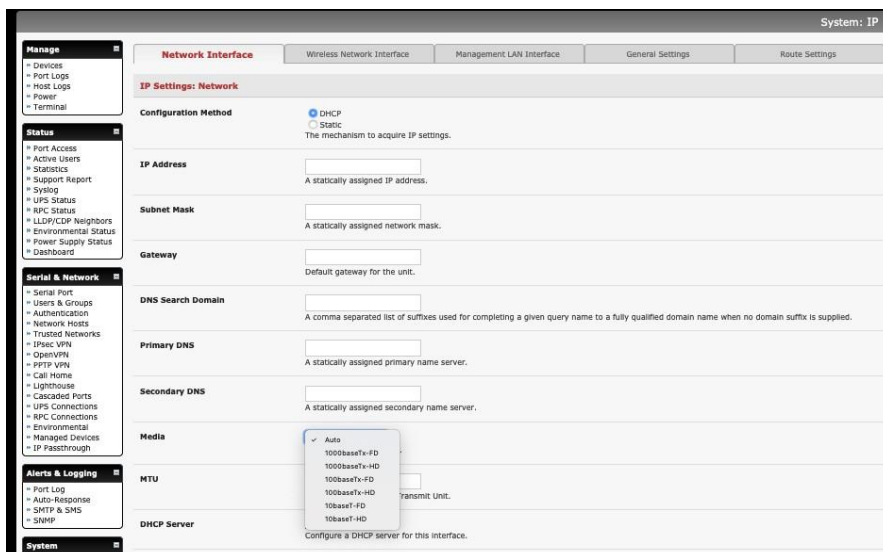 System: IP
Manage
Devices
Port Logs
Host Logs
Power
Terminal
Status
Port Access
Active Users
Statistics
Support Report
Syslog
UPS Status
RPC Status
LLDP/CDP Neighbors
Environmental Status
Power Supply Status
Dashboard
Serial & Network
Serial Port
Users & Groups
Authentication
Network Hosts
Trusted Networks
IPsec VPN
OpenVPN
PPTP VPN
Call Home
Lighthouse
Cascaded Ports
UPS Connections
RPC Connections
Environmental
Managed Devices
IP Passthrough
Alerts & Logging
Port Log
Auto-Response
SMTP & SMS
SNMP
System
Network Interface
Wireless Network Interface
Management LAN Interface
General Settings
Route Settings
IP Settings: Network
Configuration Method
DHCP
Static
The mechanism to acquire IP settings.
IP Address
A statically assigned IP address.
Subnet Mask
A statically assigned network mask.
Gateway
Default gateway for the unit.
DNS Search Domain
A comma separated list of suffixes used for completing a given query name to a fully qualified domain name when no domain suffix is supplied.
Primary DNS
A statically assigned primary name server.
Secondary DNS
A statically assigned secondary name server.
Media
✓ Auto
1000baseTx-FD
1000baseTx-HD
100baseTx-FD
100baseTx-HD
10baseT-FD
10baseT-HD
MTU
Transmit Unit.
DHCP Server
Configure a DHCP server for this interface.